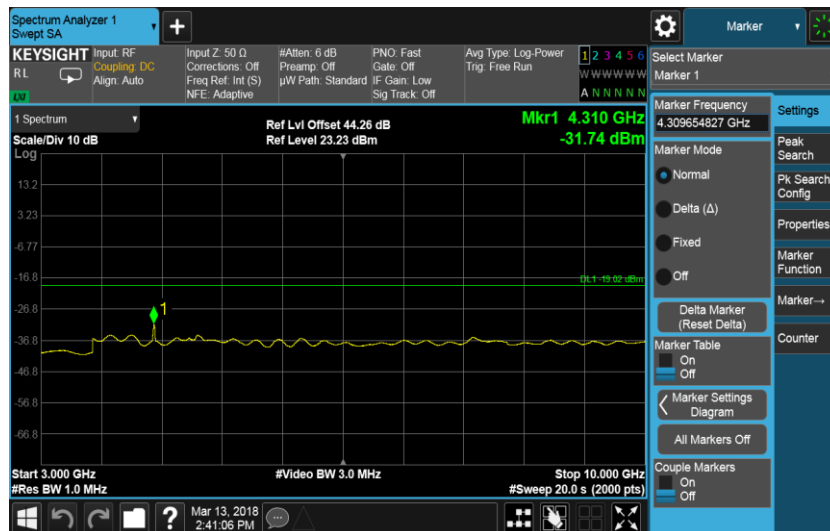 Spectrum Analyzer 1
Swept SA
Marker
KEYSIGHT
RL
LXI
Input: RF
Coupling: DC
Align: Auto
Input Z: 50 Ω
Corrections: Off
Freq Ref: Int (S)
NFE: Adaptive
#Atten: 6 dB
Preamp: Off
µW Path: Standard
PNO: Fast
Gate: Off
IF Gain: Low
Sig Track: Off
Avg Type: Log-Power
Trig: Free Run
1 2 3 4 5 6
W W W W W W
A N N N N N
Select Marker
Marker 1
1 Spectrum
Scale/Div 10 dB
Log
Ref Lvl Offset 44.26 dB
Ref Level 23.23 dBm
Mkr1 4.310 GHz
-31.74 dBm
13.2
3.23
-6.77
-16.8
-26.8
-36.8
-46.8
-56.8
-66.8
DL1 -19.02 dBm
1
Start 3.000 GHz
#Res BW 1.0 MHz
#Video BW 3.0 MHz
Stop 10.000 GHz
#Sweep 20.0 s (2000 pts)
Marker Frequency
4.309654827 GHz
Marker Mode
Normal
Delta (Δ)
Fixed
Off
Delta Marker
(Reset Delta)
Marker Table
On
Off
Marker Settings
Diagram
All Markers Off
Couple Markers
On
Off
Settings
Peak
Search
Pk Search
Config
Properties
Marker
Function
Marker→
Counter
?
Mar 13, 2018
2:41:06 PM